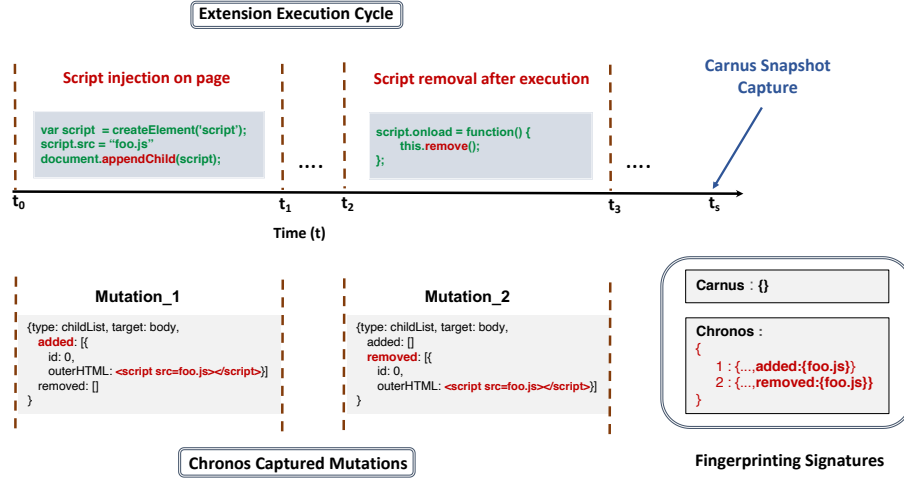 Extension Execution Cycle
Script injection on page
Script removal after execution
Carnus Snapshot
Capture
var script  = createElement('script');
script.src = “foo.js”
document.appendChild(script);
....
script.onload = function() {
this.remove();
};
....
t0
t1
t2
t3
ts
Time (t)
Mutation_1
{type: childList, target: body,
added: [{
id: 0,
outerHTML: <script src=foo.js></script>}]
removed: []
}
Mutation_2
{type: childList, target: body,
added: []
removed: [{
id: 0,
outerHTML: <script src=foo.js></script>}]
}
Carnus : {}
Chronos :
{
1 : {...,added:{foo.js}}
2 : {...,removed:{foo.js}}
}
Chronos Captured Mutations
Fingerprinting Signatures